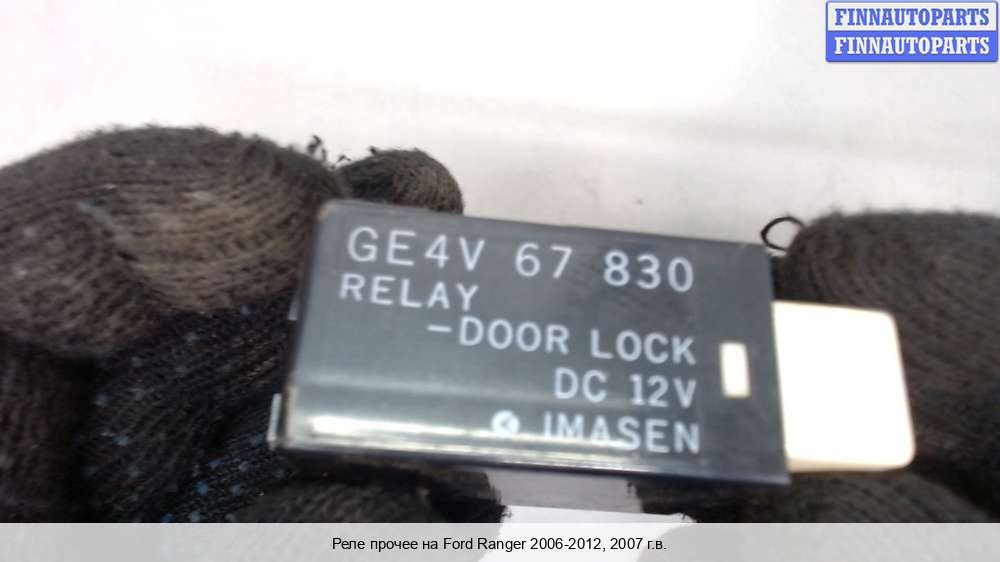 FINNAUTOPARTS
FINNAUTOPARTS
GE4V 67 830
RELAY
-DOOR LOCK
DC 12V
IMASEN
Реле прочее на Ford Ranger 2006-2012, 2007 г.в.